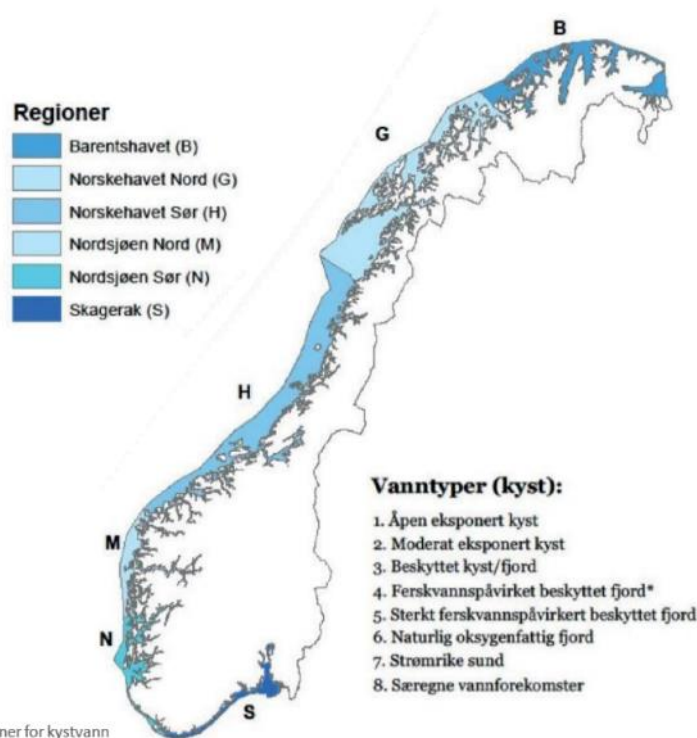 B
Regioner
Barentshavet (B)
Norskehavet Nord (G)
Norskehavet Sør (H)
Nordsjøen Nord (M)
Nordsjøen Sør (N)
Skagerak (S)
G
H
M
N
S
Vanntyper (kyst):
1. Åpen eksponert kyst
2. Moderat eksponert kyst
3. Beskyttet kyst/fjord
4. Ferskvannspåvirket beskyttet fjord*
5. Sterkt ferskvannspåvirkert beskyttet fjord
6. Naturlig oksygenfattig fjord
7. Strømrike sund
8. Særegne vannforekomster
ner for kystvann